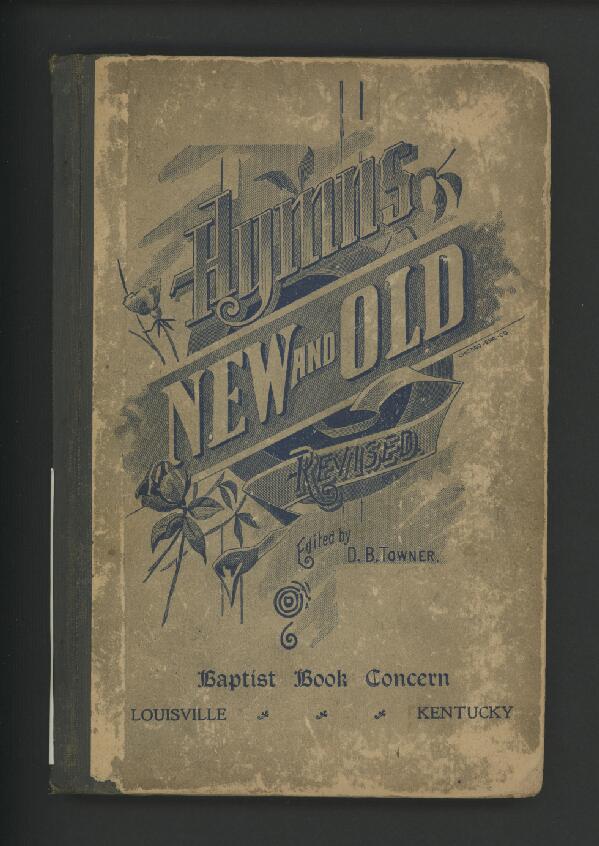 Hymns
NEW AND OLD
REVISED.
Edited by
D. B. TOWNER.
Baptist Book Concern
LOUISVILLE KENTUCKY